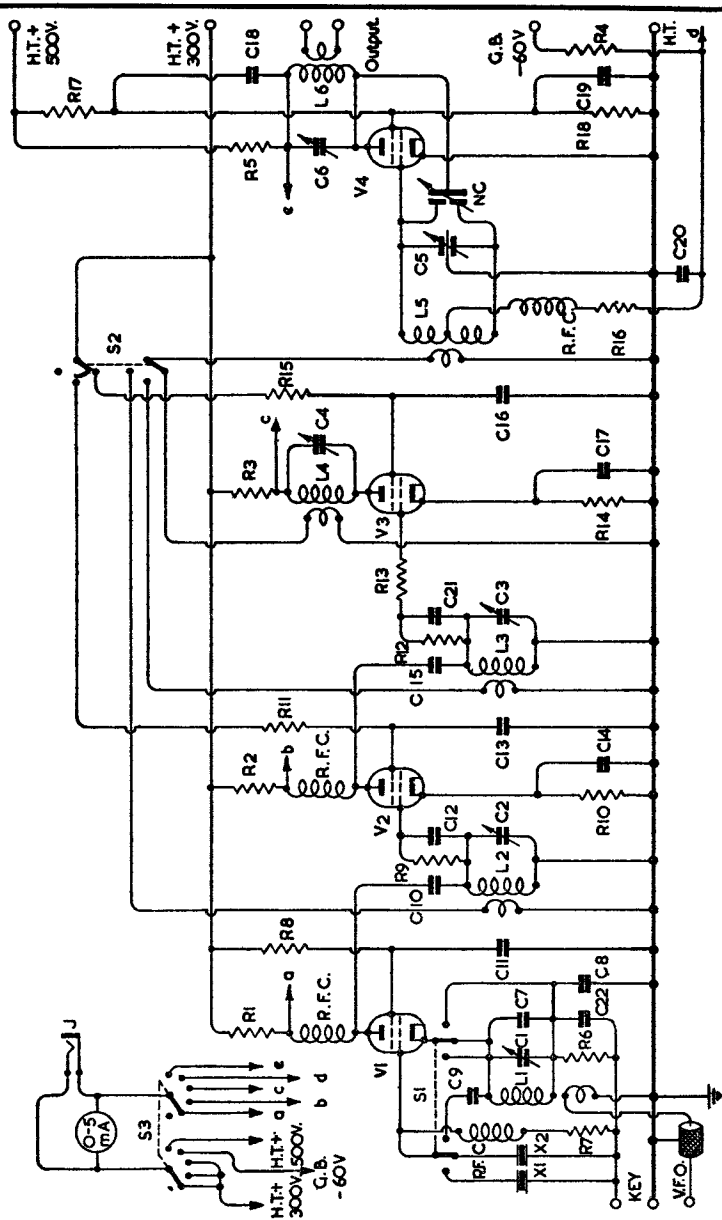 J
0-5
mA
S3
a
b
c
d
e
H.T.+
300V.
H.T.+
500V.
G.B.
-60V
H.T.+
300V.
H.T.+
500V.
R1
a
R.F.C.
R8
V1
S1
C9
L1
C1
C7
C11
C8
C22
R6
R7
R.F.C
X1
X2
KEY
V.F.O.
C10
R9
C12
L2
C2
R2
b
R.F.C.
V2
R11
C13
C14
R10
C15
R12
C21
L3
C3
R13
R3
c
L4
C4
V3
R15
C16
C17
R14
S2
L5
C5
NC
R.F.C.
R16
C20
R17
R5
e
C6
C18
L6
Output.
V4
C19
R18
G.B.
-60V
R4
H.T.-
d